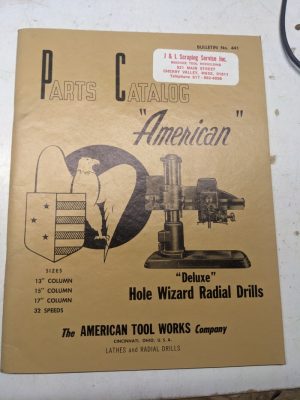 BULLETIN No. 441
J & L Scraping Service Inc.
MACHINE TOOL REBUILDING
931 MAIN STREET
CHERRY VALLEY, MASS. 01611
Parts Catalog
"American"
SIZES
13" COLUMN
15" COLUMN
17" COLUMN
32 SPEEDS
"Deluxe"
Hole Wizard Radial Drills
The AMERICAN TOOL WORKS Company
CINCINNATI, OHIO, U. S. A.
LATHES and RADIAL DRILLS